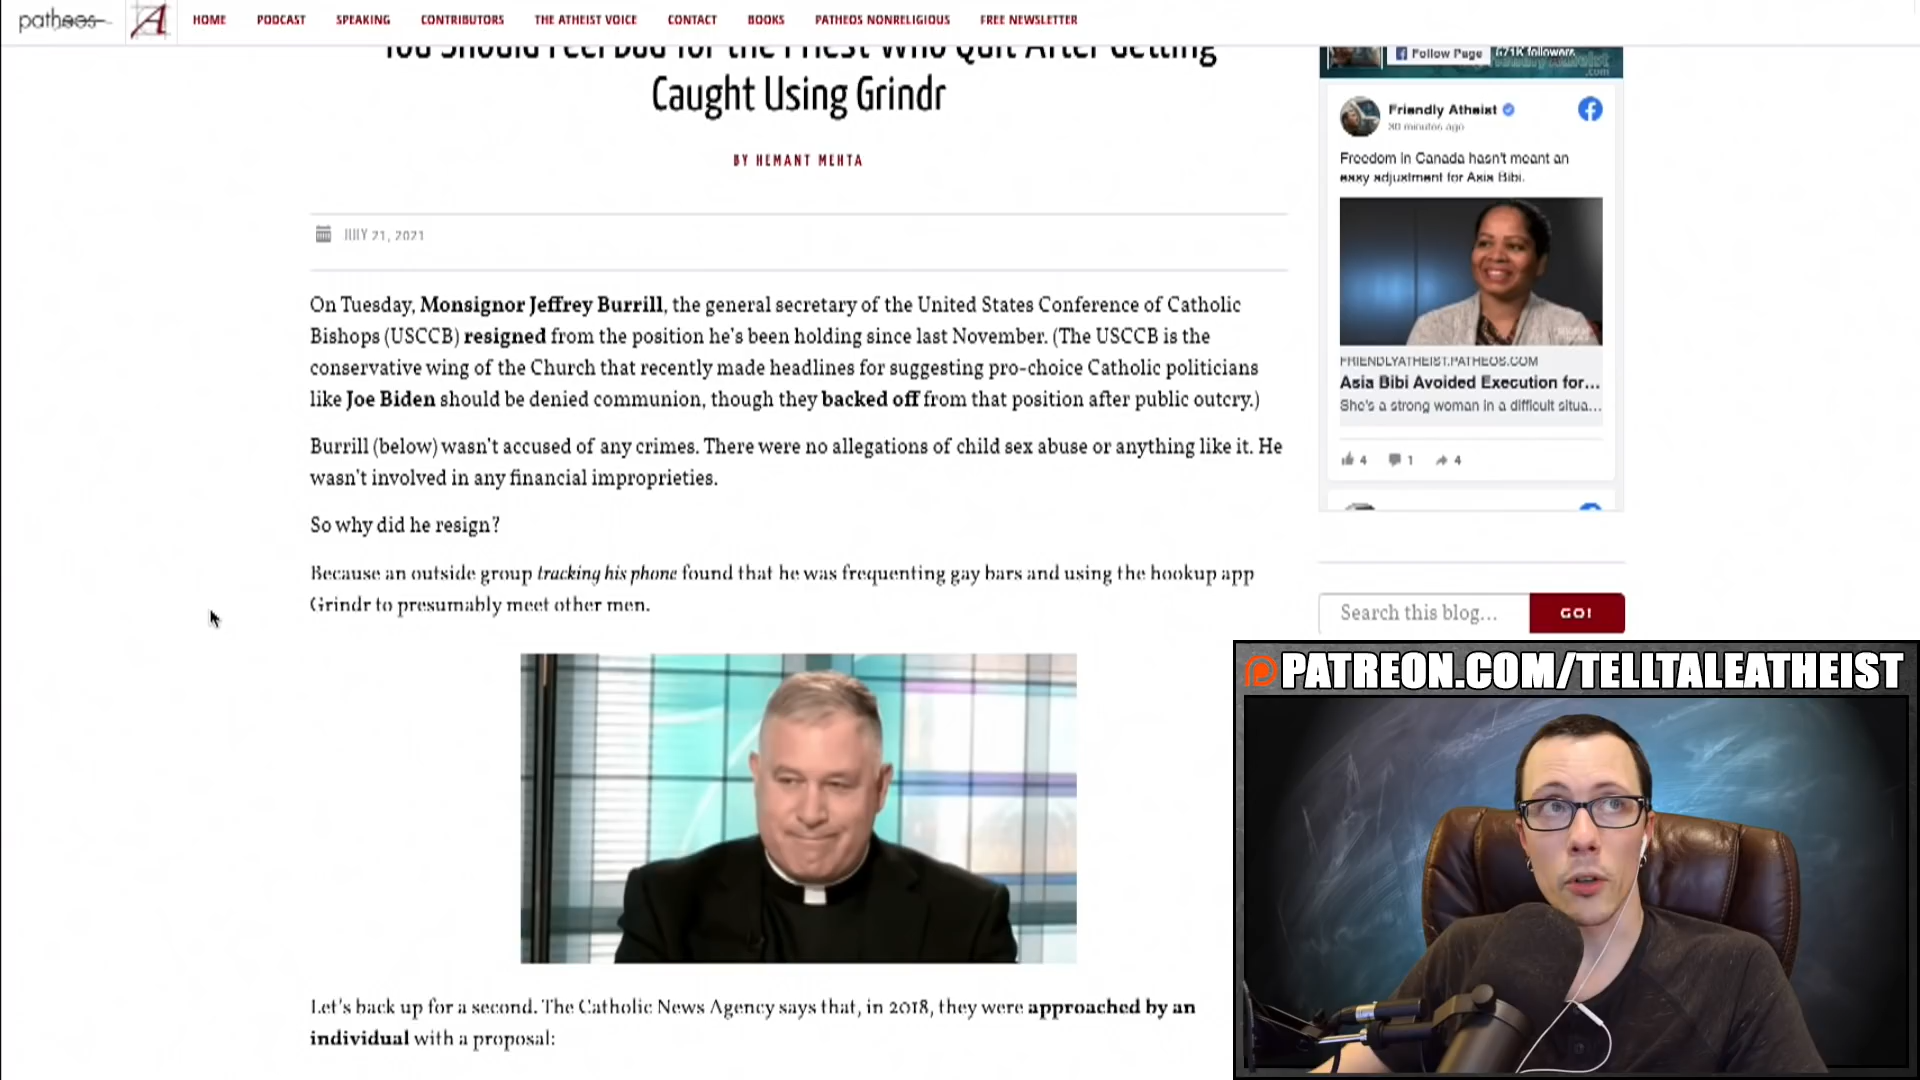 patheos
A
HOME
PODCAST
SPEAKING
CONTRIBUTORS
THE ATHEIST VOICE
CONTACT
BOOKS
PATHEOS NONRELIGIOUS
FREE NEWSLETTER
You Should Feel Bad for the Priest Who Quit After Getting
Caught Using Grindr
BY HEMANT MEHTA
JULY 21, 2021
On Tuesday, Monsignor Jeffrey Burrill, the general secretary of the United States Conference of Catholic
Bishops (USCCB) resigned from the position he's been holding since last November. (The USCCB is the
conservative wing of the Church that recently made headlines for suggesting pro-choice Catholic politicians
like Joe Biden should be denied communion, though they backed off from that position after public outcry.)
Burrill (below) wasn't accused of any crimes. There were no allegations of child sex abuse or anything like it. He
wasn't involved in any financial improprieties.
So why did he resign?
Because an outside group tracking his phone found that he was frequenting gay bars and using the hookup app
Grindr to presumably meet other men.
Let's back up for a second. The Catholic News Agency says that, in 2018, they were approached by an
individual with a proposal:
Follow Page
671K followers
.com
Friendly Atheist
30 minutes ago
Freedom in Canada hasn't meant an
easy adjustment for Asia Bibi.
FRIENDLYATHEIST.PATHEOS.COM
Asia Bibi Avoided Execution for...
She's a strong woman in a difficult situa...
4
1
4
Search this blog...
GO!
PATREON.COM/TELLTALEATHEIST